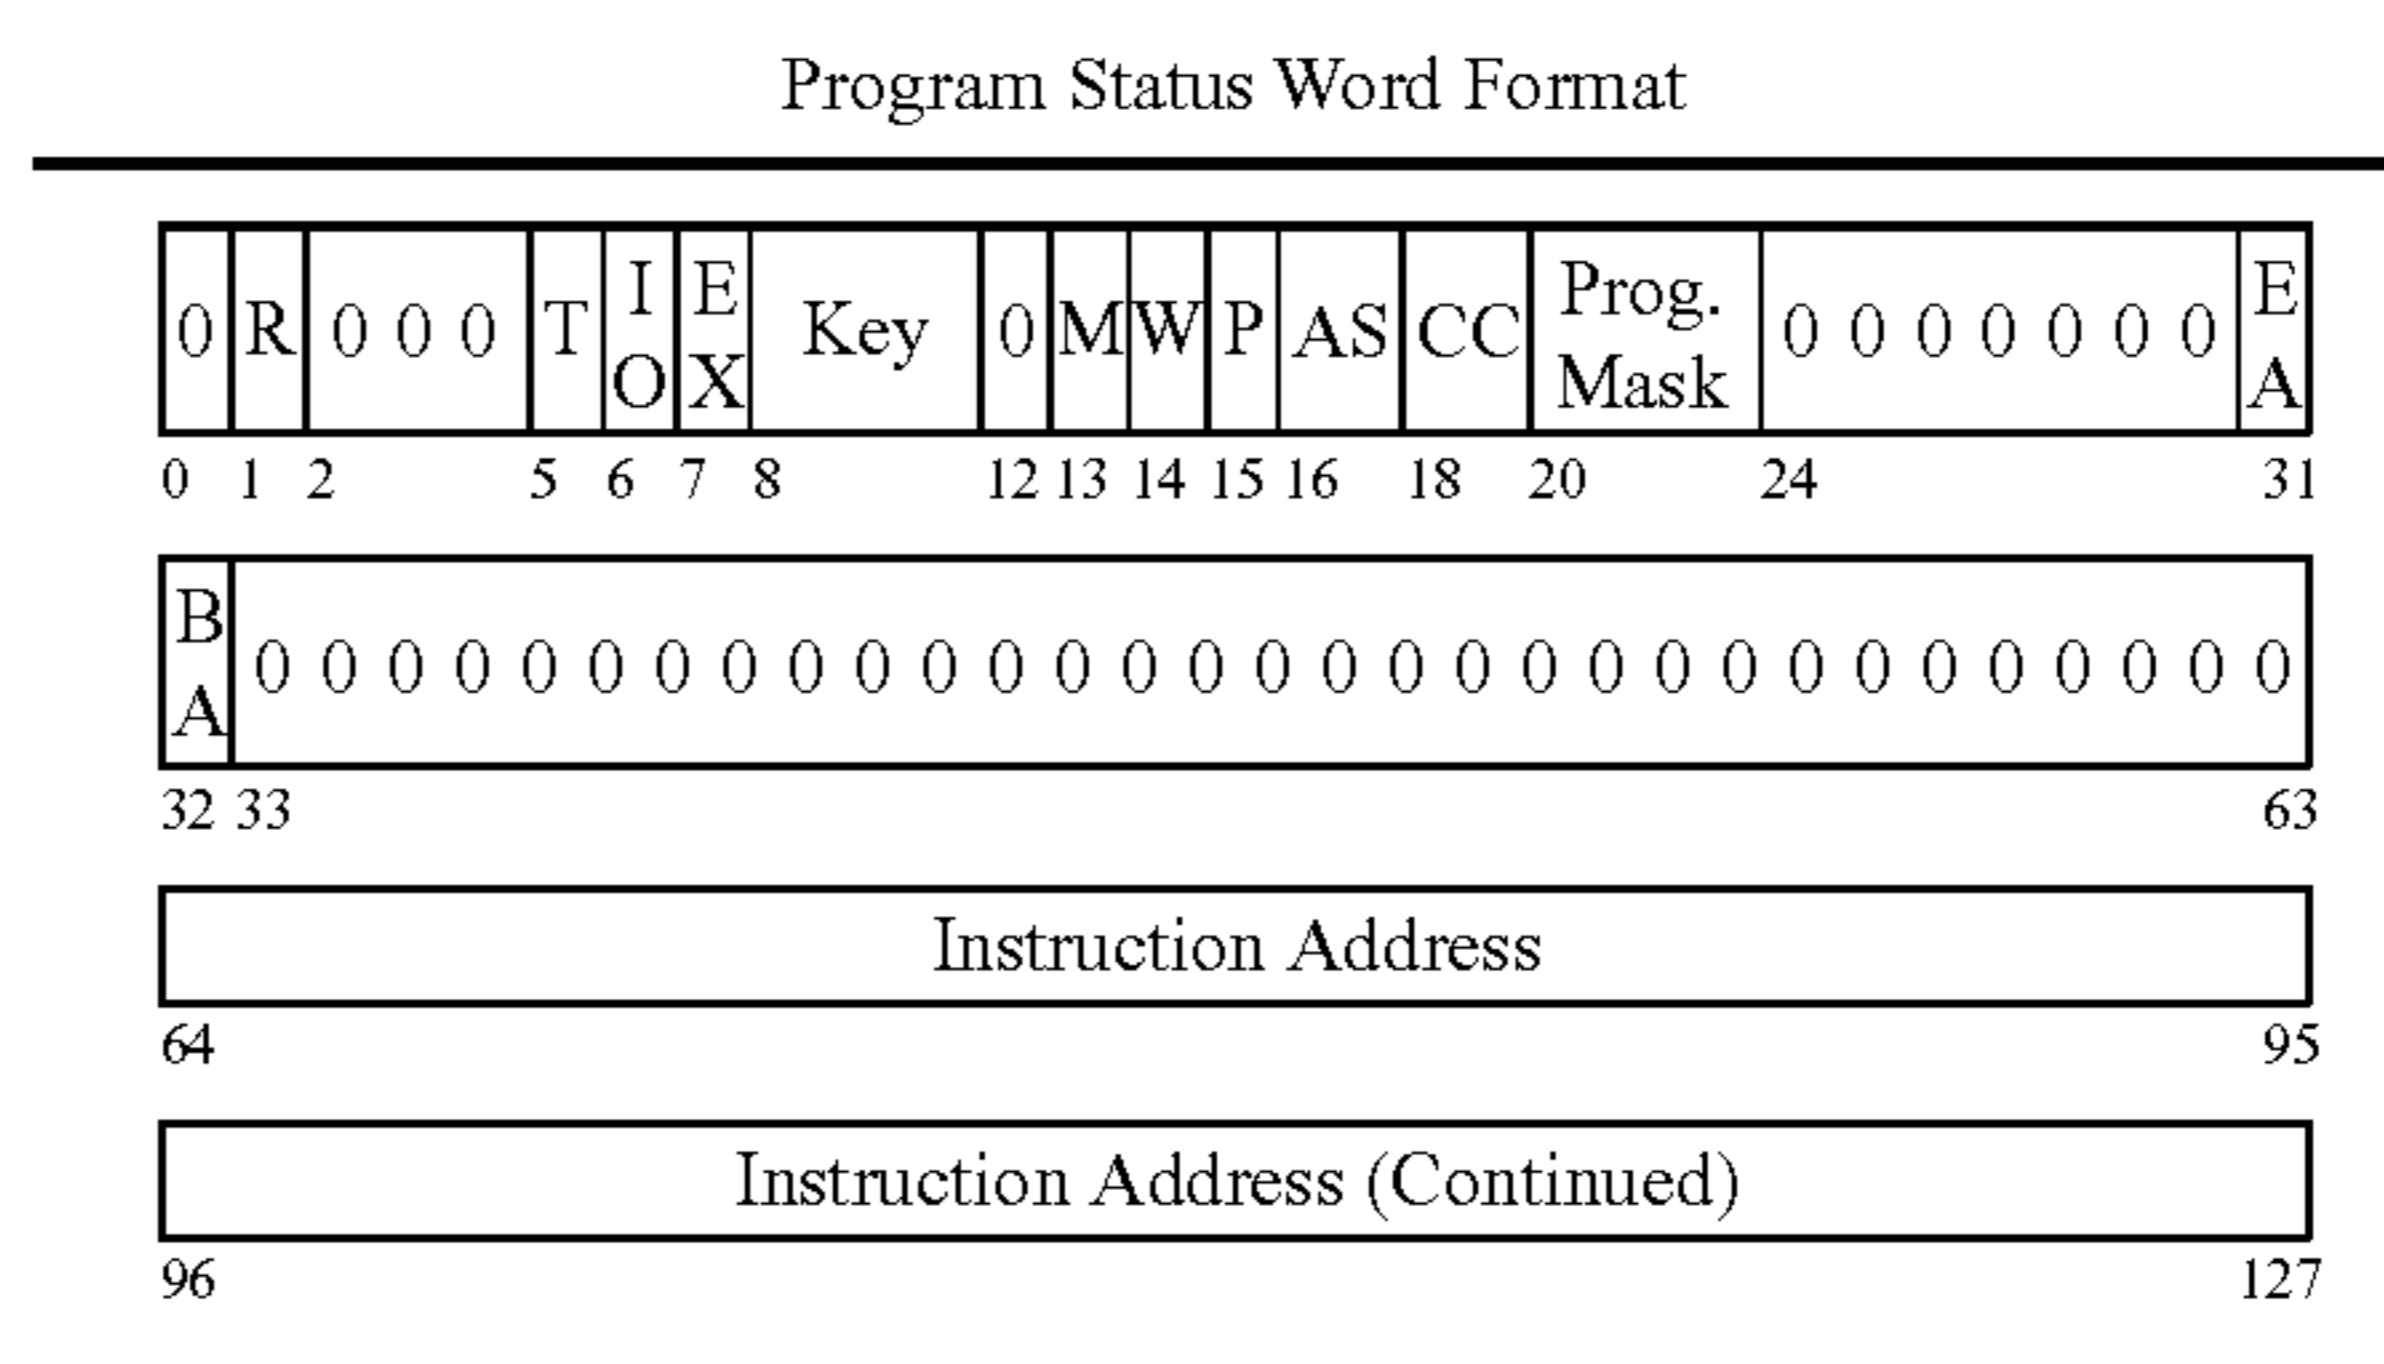 Program Status Word Format
0 R 0 0 0 T IO EX Key 0 M W P AS CC Prog. Mask 0 0 0 0 0 0 0 EA
0 1 2 5 6 7 8 12 13 14 15 16 18 20 24 31
BA 0 0 0 0 0 0 0 0 0 0 0 0 0 0 0 0 0 0 0 0 0 0 0 0 0 0 0 0 0 0 0
32 33 63
Instruction Address
64 95
Instruction Address (Continued)
96 127